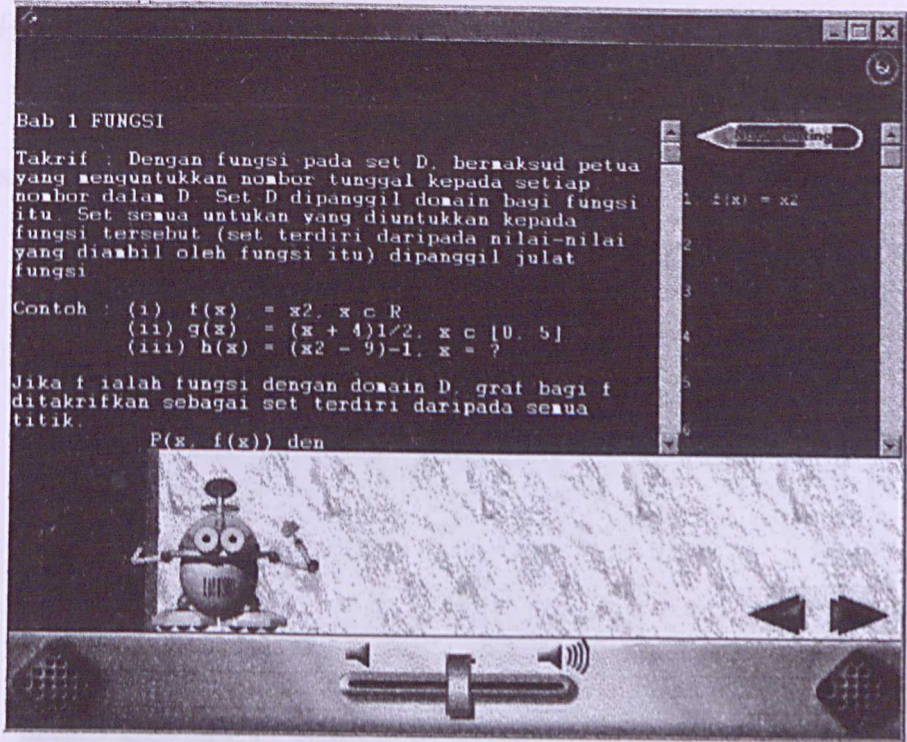 Bab 1 FUNGSI
Takrif : Dengan fungsi pada set D, bermaksud petua
yang menguntukkan nombor tunggal kepada setiap
nombor dalam D. Set D dipanggil domain bagi fungsi
itu. Set semua untukan yang diuntukkan kepada
fungsi tersebut (set terdiri daripada nilai-nilai
yang diambil oleh fungsi itu) dipanggil julat
fungsi
Contoh : (i) f(x) = x2, x c R
(ii) g(x) = (x + 4)1/2, x c [0, 5]
(iii) h(x) = (x2 - 9)-1, x = ?
Jika f ialah fungsi dengan domain D, graf bagi f
ditakrifkan sebagai set terdiri daripada semua
titik.
P(x, f(x)) den
1 f(x) = x2
2
3
4
5
6